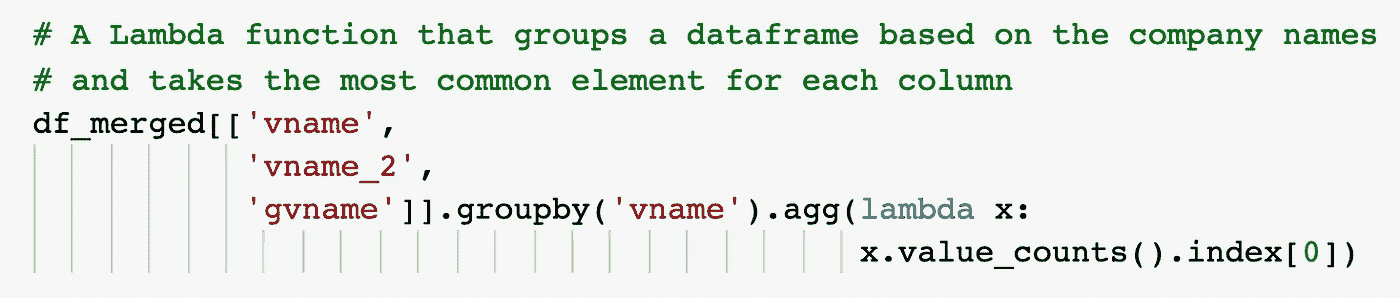 # A Lambda function that groups a dataframe based on the company names
# and takes the most common element for each column
df_merged[['vname',
'vname_2',
'gvname']].groupby('vname').agg(lambda x:
x.value_counts().index[0])